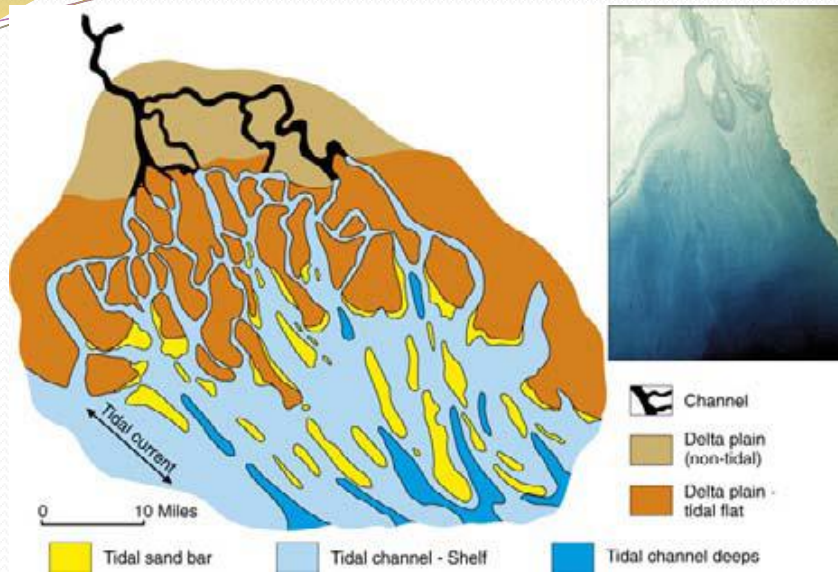 Tidal current
0 10 Miles
Channel
Delta plain
(non-tidal)
Delta plain -
tidal flat
Tidal sand bar
Tidal channel - Shelf
Tidal channel deeps